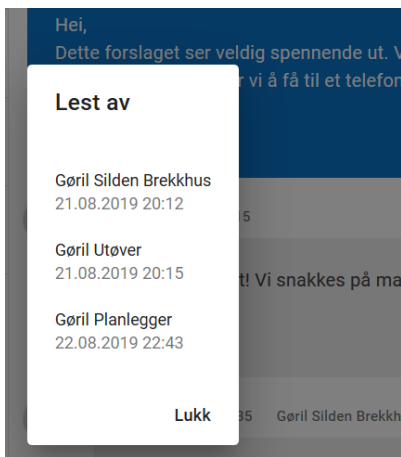 Hei,
Dette forslaget ser veldig spennende ut. V
r vi å få til et telefon
Lest av
Gøril Silden Brekkhus
21.08.2019 20:12
5
Gøril Utøver
21.08.2019 20:15
t! Vi snakkes på ma
Gøril Planlegger
22.08.2019 22:43
Lukk
35 Gøril Silden Brekkh